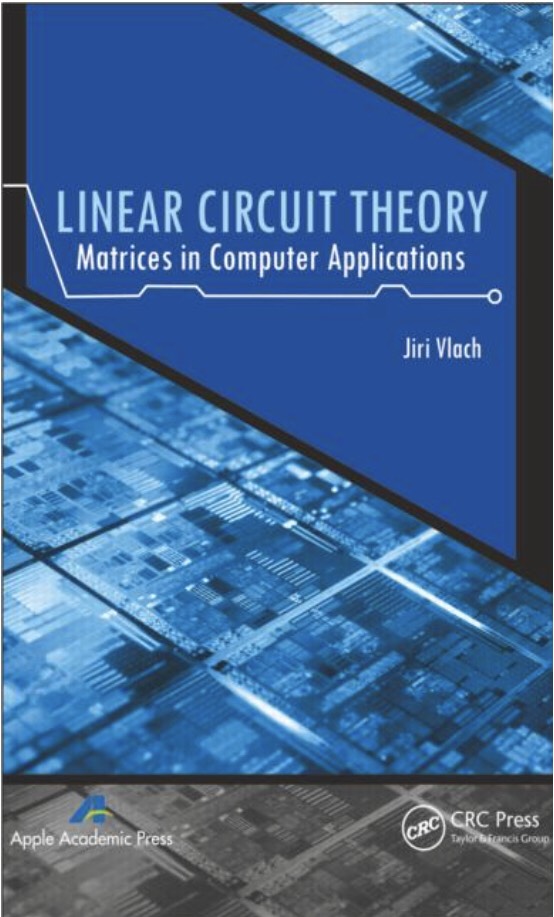 LINEAR CIRCUIT THEORY
Matrices in Computer Applications
Jiri Vlach
Apple Academic Press
CRC
CRC Press
Taylor & Francis Group